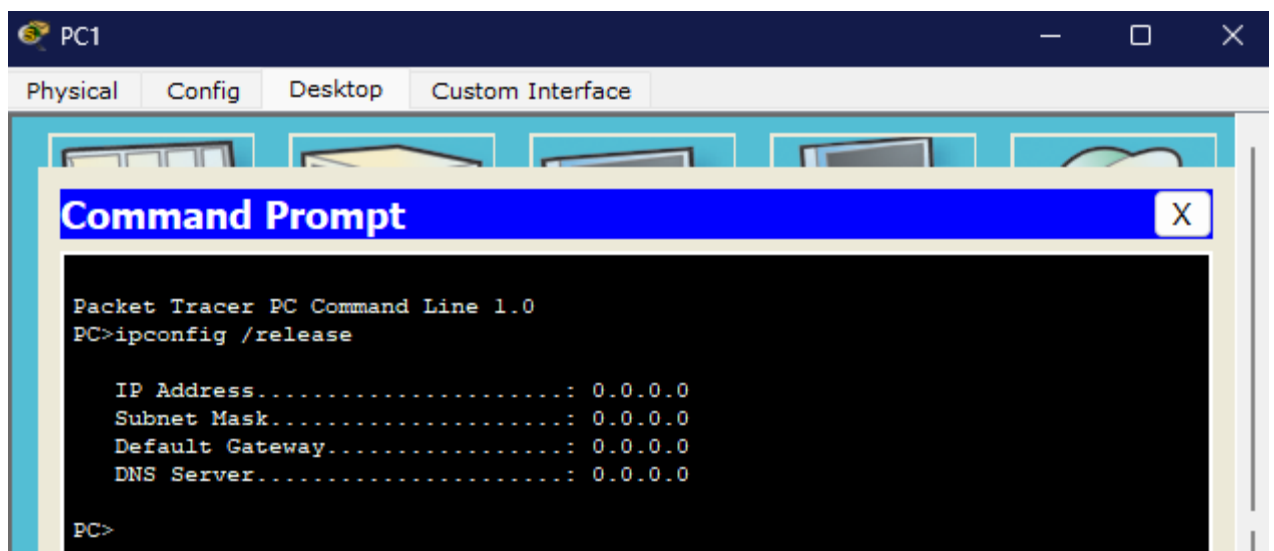 PC1
Physical Config Desktop Custom Interface
Command Prompt
X
Packet Tracer PC Command Line 1.0
PC>ipconfig /release
IP Address......................: 0.0.0.0
Subnet Mask.....................: 0.0.0.0
Default Gateway.................: 0.0.0.0
DNS Server......................: 0.0.0.0
PC>